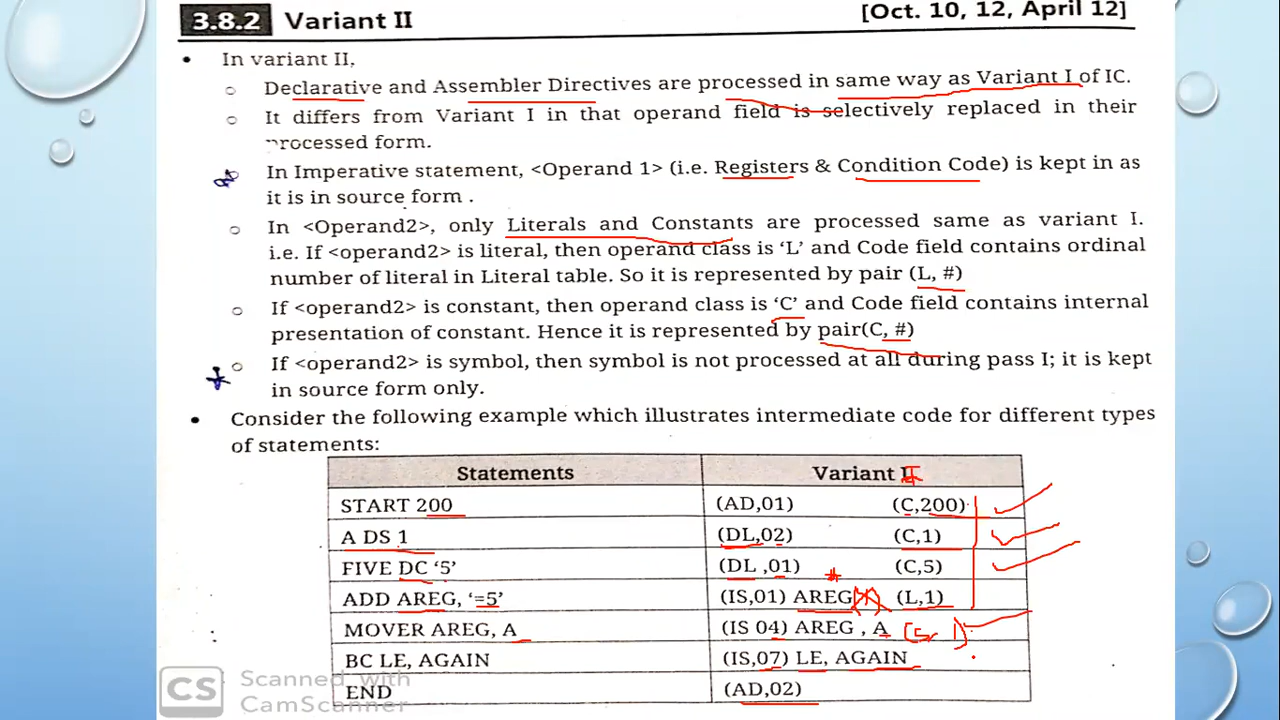 3.8.2 Variant II [Oct. 10, 12, April 12]
• In variant II,
○ Declarative and Assembler Directives are processed in same way as Variant I of IC.
○ It differs from Variant I in that operand field is selectively replaced in their
processed form.
○ In Imperative statement, <Operand 1> (i.e. Registers & Condition Code) is kept in as
it is in source form .
○ In <Operand2>, only Literals and Constants are processed same as variant I.
i.e. If <operand2> is literal, then operand class is ‘L’ and Code field contains ordinal
number of literal in Literal table. So it is represented by pair (L, #)
○ If <operand2> is constant, then operand class is ‘C’ and Code field contains internal
presentation of constant. Hence it is represented by pair(C, #)
○ If <operand2> is symbol, then symbol is not processed at all during pass I; it is kept
in source form only.
• Consider the following example which illustrates intermediate code for different types
of statements:
Statements Variant II
START 200 (AD,01) (C,200)
A DS 1 (DL,02) (C,1)
FIVE DC ‘5’ (DL ,01) (C,5)
ADD AREG, ‘=5’ (IS,01) AREG (L,1)
MOVER AREG, A (IS 04) AREG , A (S, 1)
BC LE, AGAIN (IS,07) LE, AGAIN
END (AD,02)
CS Scanned with
CamScanner